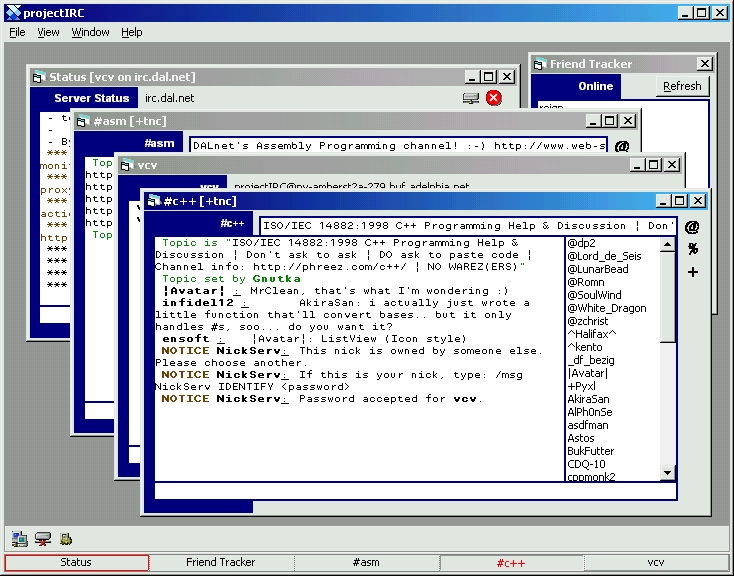 projectIRC
File View Window Help
Status [vcv on irc.dal.net]
Server Status irc.dal.net
Friend Tracker
Online Refresh
#asm [+tnc]
#asm DALnet's Assembly Programming channel! :-) http://www.web-s
@
vcv
vcv projectIRC@ny-amherst2a-279.buf.adelphia.net
#c++ [+tnc]
#c++ ISO/IEC 14882:1998 C++ Programming Help & Discussion ¦ Don'
@
%
+
Topic is "ISO/IEC 14882:1998 C++ Programming Help &
Discussion ¦ Don't ask to ask ¦ DO ask to paste code ¦
Channel info: http://phreez.com/c++/ ¦ NO WAREZ(ERS)"
Topic set by Gnutka
¦Avatar¦ : MrClean, that's what I'm wondering :)
infidel12 : AkiraSan: i actually just wrote a
little function that'll convert bases.. but it only
handles #s, soo... do you want it?
ensoft : ¦Avatar¦: ListView (Icon style)
NOTICE NickServ: This nick is owned by someone else.
Please choose another.
NOTICE NickServ: If this is your nick, type: /msg
NickServ IDENTIFY <password>
NOTICE NickServ: Password accepted for vcv.
@dp2
@Lord_de_Seis
@LunarBead
@Romn
@SoulWind
@White_Dragon
@zchrist
^Halifax^
^kento
_df_bezig
|Avatar|
+Pyxl
AkiraSan
AlPh0nSe
asdfman
Astos
BukFutter
CDQ-10
cppmonk2
- B
***
moni
***
prox
***
acti
***
http
***
***
***
Top
http
http
http
http
http
Top
Status Friend Tracker #asm #c++ vcv